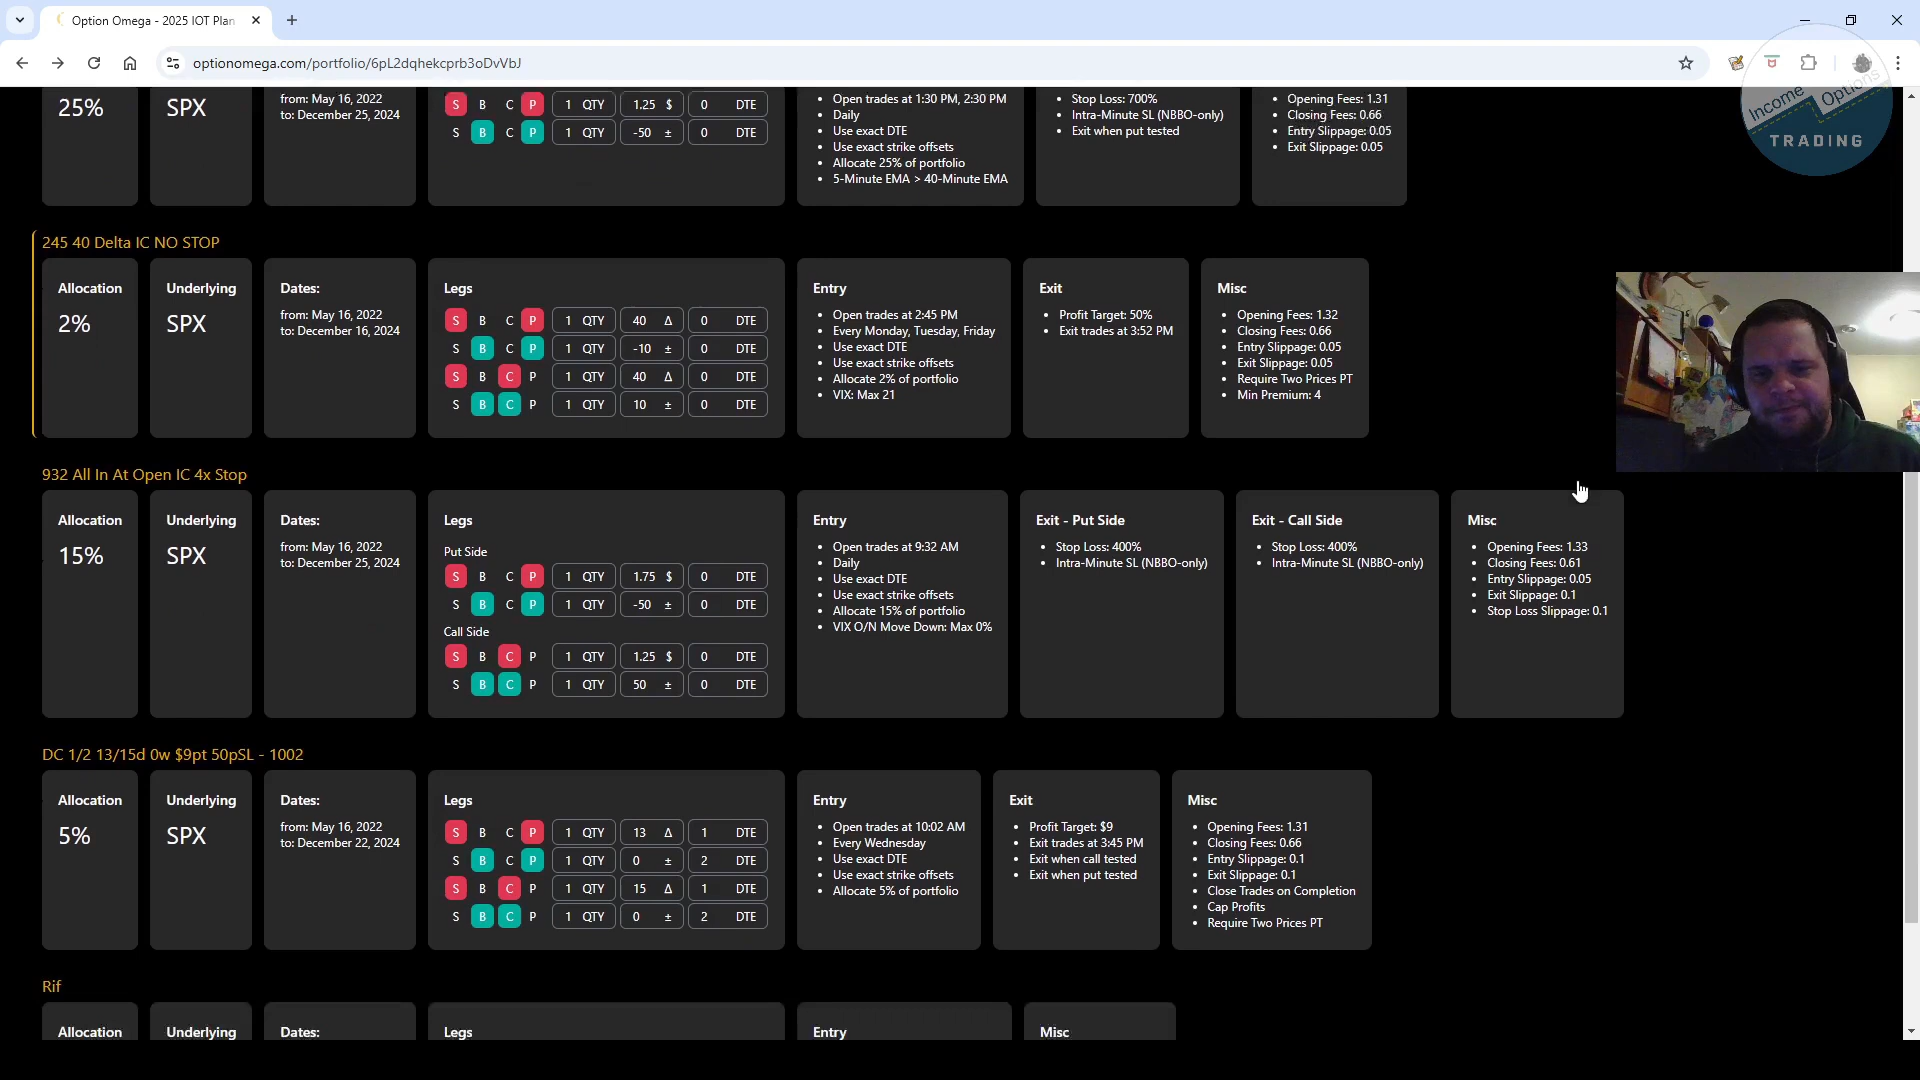 Option Omega - 2025 IOT Plan
optionomega.com/portfolio/6pL2dqhekcprb3oDvVbJ
Income Options
TRADING
25%
SPX
from: May 16, 2022
to: December 25, 2024
S B C P 1 QTY 1.25 $ 0 DTE
S B C P 1 QTY -50 ± 0 DTE
Open trades at 1:30 PM, 2:30 PM
Daily
Use exact DTE
Use exact strike offsets
Allocate 25% of portfolio
5-Minute EMA > 40-Minute EMA
Stop Loss: 700%
Intra-Minute SL (NBBO-only)
Exit when put tested
Opening Fees: 1.31
Closing Fees: 0.66
Entry Slippage: 0.05
Exit Slippage: 0.05
245 40 Delta IC NO STOP
Allocation
2%
Underlying
SPX
Dates:
from: May 16, 2022
to: December 16, 2024
Legs
S B C P 1 QTY 40 Δ 0 DTE
S B C P 1 QTY -10 ± 0 DTE
S B C P 1 QTY 40 Δ 0 DTE
S B C P 1 QTY 10 ± 0 DTE
Entry
Open trades at 2:45 PM
Every Monday, Tuesday, Friday
Use exact DTE
Use exact strike offsets
Allocate 2% of portfolio
VIX: Max 21
Exit
Profit Target: 50%
Exit trades at 3:52 PM
Misc
Opening Fees: 1.32
Closing Fees: 0.66
Entry Slippage: 0.05
Exit Slippage: 0.05
Require Two Prices PT
Min Premium: 4
932 All In At Open IC 4x Stop
Allocation
15%
Underlying
SPX
Dates:
from: May 16, 2022
to: December 25, 2024
Legs
Put Side
S B C P 1 QTY 1.75 $ 0 DTE
S B C P 1 QTY -50 ± 0 DTE
Call Side
S B C P 1 QTY 1.25 $ 0 DTE
S B C P 1 QTY 50 ± 0 DTE
Entry
Open trades at 9:32 AM
Daily
Use exact DTE
Use exact strike offsets
Allocate 15% of portfolio
VIX O/N Move Down: Max 0%
Exit - Put Side
Stop Loss: 400%
Intra-Minute SL (NBBO-only)
Exit - Call Side
Stop Loss: 400%
Intra-Minute SL (NBBO-only)
Misc
Opening Fees: 1.33
Closing Fees: 0.61
Entry Slippage: 0.05
Exit Slippage: 0.1
Stop Loss Slippage: 0.1
DC 1/2 13/15d 0w $9pt 50pSL - 1002
Allocation
5%
Underlying
SPX
Dates:
from: May 16, 2022
to: December 22, 2024
Legs
S B C P 1 QTY 13 Δ 1 DTE
S B C P 1 QTY 0 ± 2 DTE
S B C P 1 QTY 15 Δ 1 DTE
S B C P 1 QTY 0 ± 2 DTE
Entry
Open trades at 10:02 AM
Every Wednesday
Use exact DTE
Use exact strike offsets
Allocate 5% of portfolio
Exit
Profit Target: $9
Exit trades at 3:45 PM
Exit when call tested
Exit when put tested
Misc
Opening Fees: 1.31
Closing Fees: 0.66
Entry Slippage: 0.1
Exit Slippage: 0.1
Close Trades on Completion
Cap Profits
Require Two Prices PT
Rif
Allocation
Underlying
Dates:
Legs
Entry
Misc